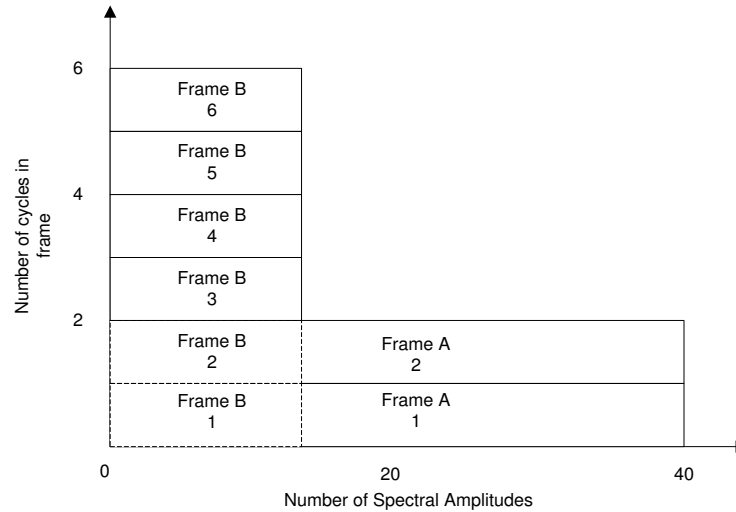 6
Frame B
6
Frame B
5
4
Frame B
4
Frame B
3
2
Frame B
2
Frame A
2
Frame B
1
Frame A
1
0
20
40
Number of Spectral Amplitudes
Number of cycles in
frame